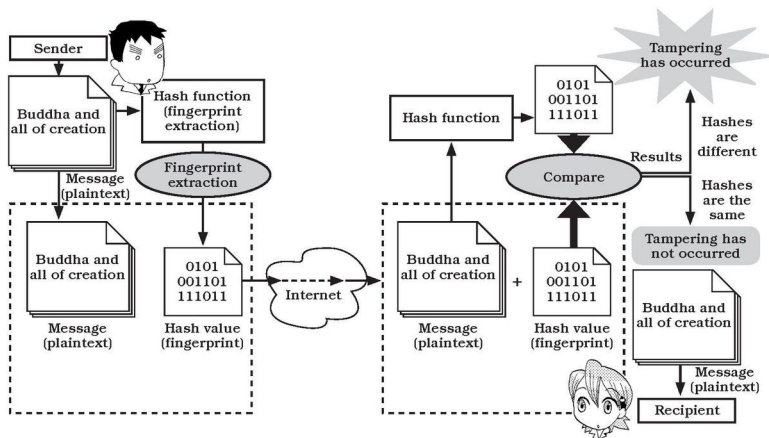 Sender
Buddha and
all of creation
Message
(plaintext)
Hash function
(fingerprint
extraction)
Fingerprint
extraction
Buddha and
all of creation
Message
(plaintext)
0101
001101
111011
Hash value
(fingerprint)
Internet
Hash function
0101
001101
111011
Compare
Buddha and
all of creation
Message
(plaintext)
+
0101
001101
111011
Hash value
(fingerprint)
Results
Tampering
has occurred
Hashes
are
different
Hashes
are the
same
Tampering has
not occurred
Buddha and
all of creation
Message
(plaintext)
Recipient